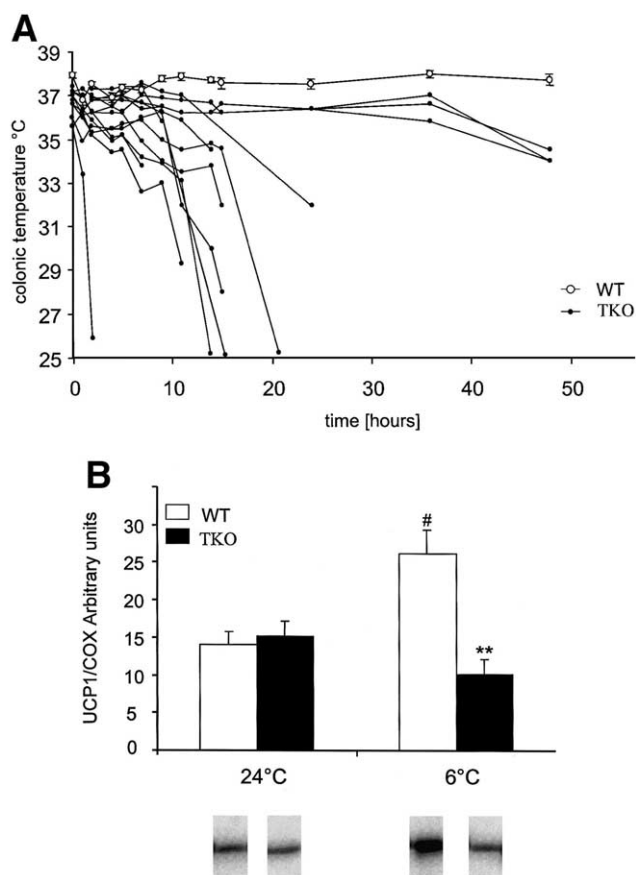 A
colonic temperature °C
39
37
35
33
31
29
27
25
0
10
20
30
40
50
time [hours]
WT
TKO
B
UCP1/COX Arbitrary units
30
25
20
15
10
5
0
WT
TKO
#
**
24°C
6°C